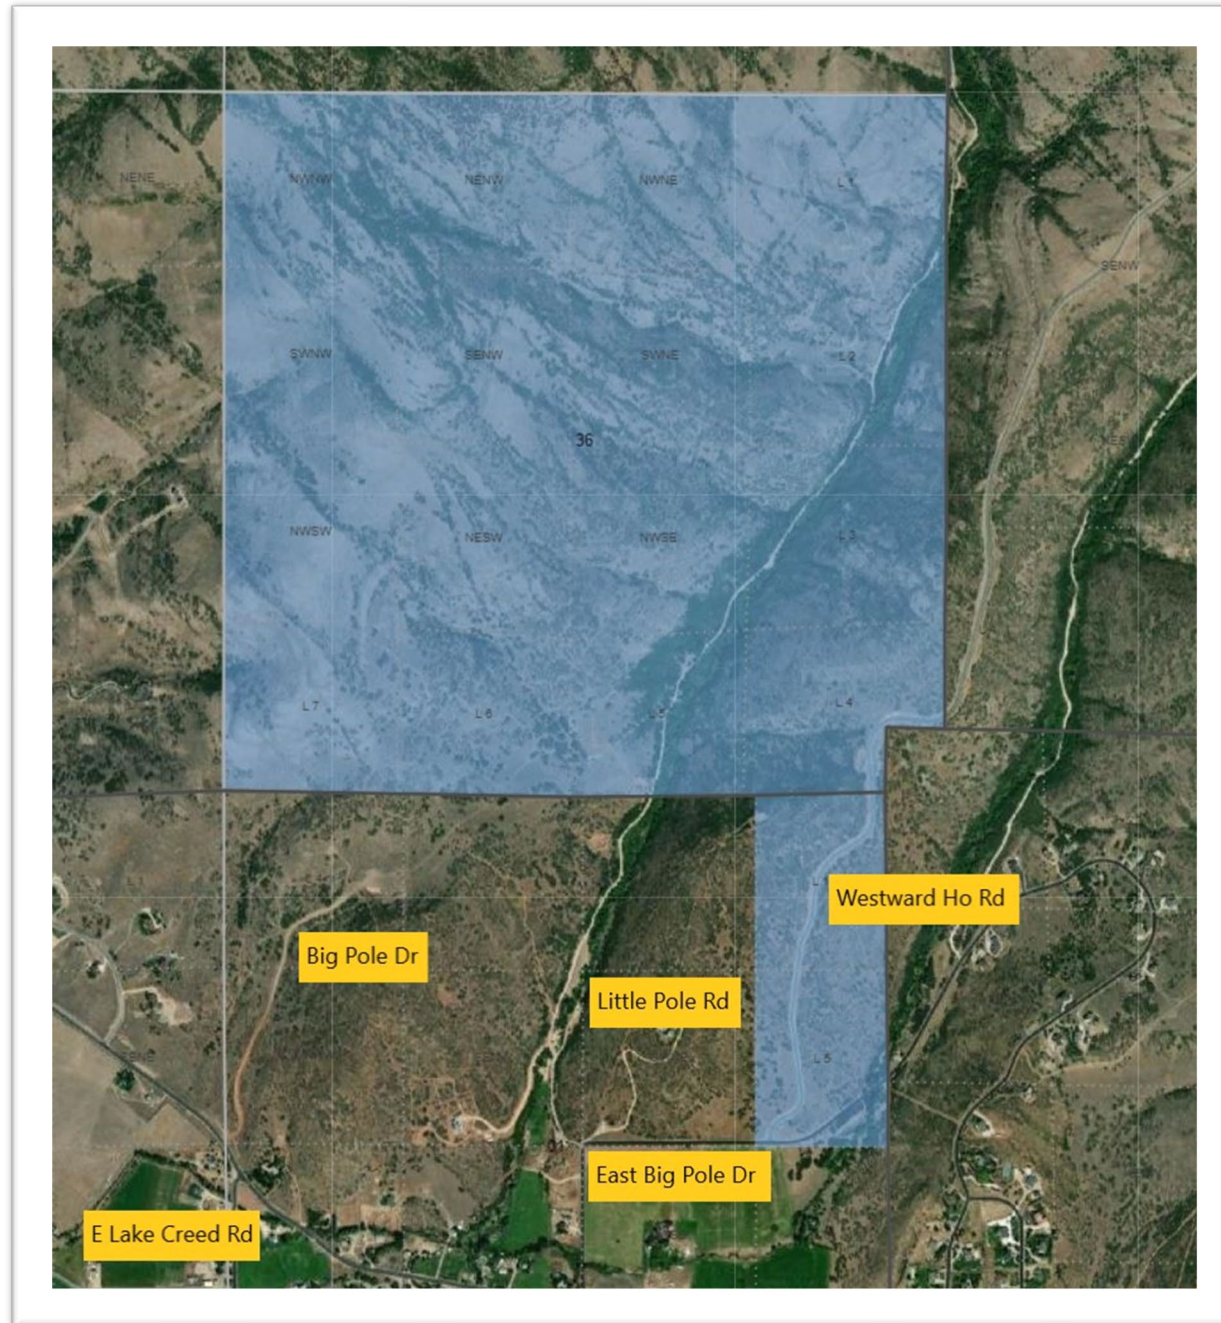 NENE
NWNW
NENW
NWNE
L 1
SENW
SWNW
SENW
SWNE
L 2
36
NWSW
NESW
NWSE
L 3
L 7
L 6
L 5
L 4
Westward Ho Rd
Big Pole Dr
Little Pole Rd
L 6
East Big Pole Dr
E Lake Creed Rd